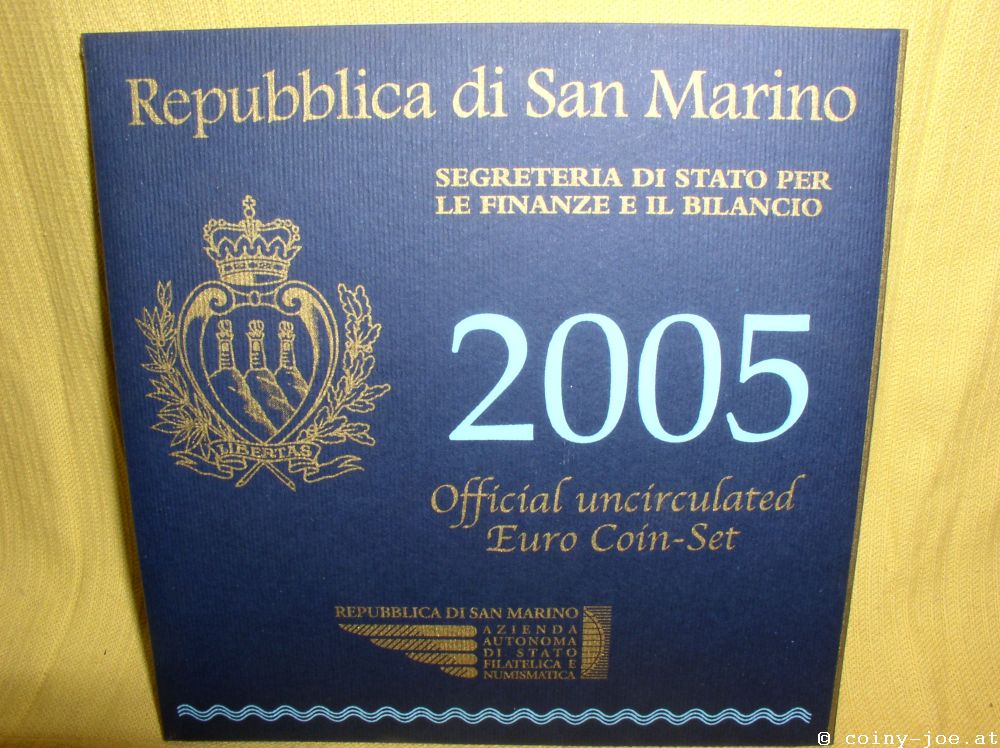 Repubblica di San Marino
SEGRETERIA DI STATO PER
LE FINANZE E IL BILANCIO
LIBERTAS
2005
Official uncirculated
Euro Coin-Set
REPUBBLICA DI SAN MARINO
AZIENDA
AUTONOMA
DI STATO
FILATELICA E
NUMISMATICA
© coiny-joe.at